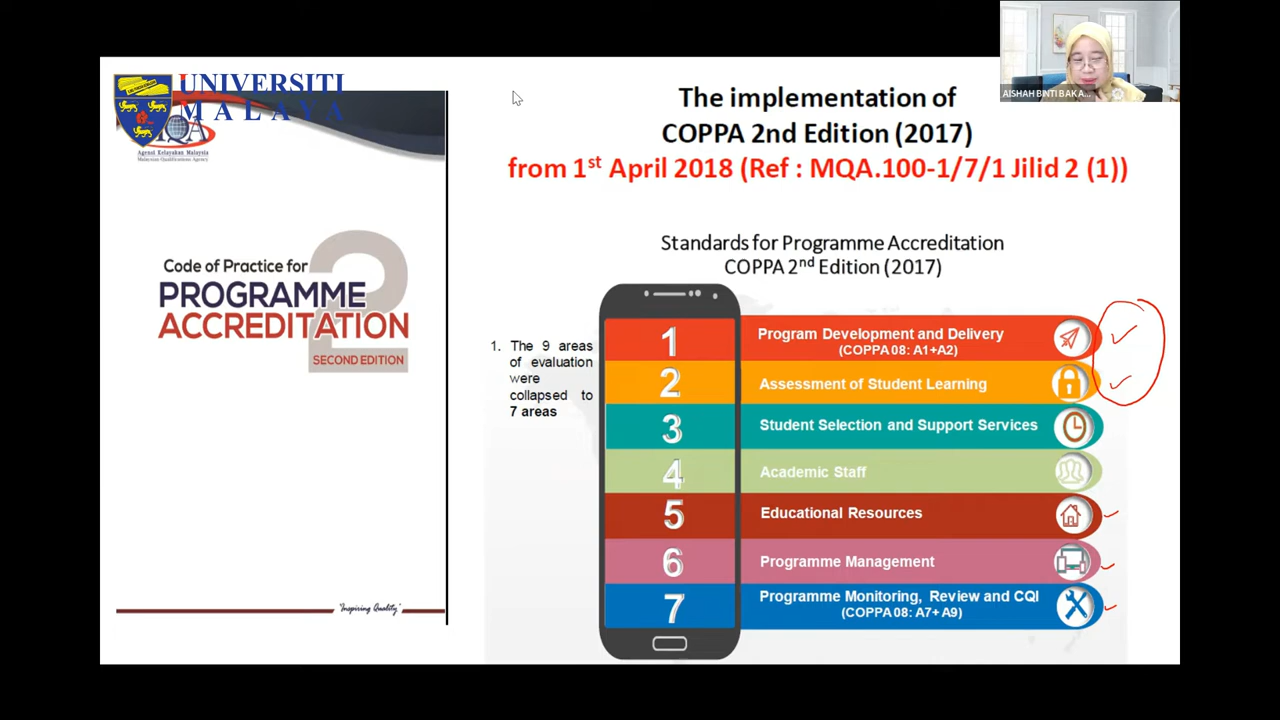 UNIVERSITI
MALAYA
MQA
Agensi Kelayakan Malaysia
Malaysian Qualifications Agency
Code of Practice for
PROGRAMME
ACCREDITATION
2
SECOND EDITION
"Inspiring Quality"
AISHAH BINTI BAKA...
The implementation of
COPPA 2nd Edition (2017)
from 1st April 2018 (Ref : MQA.100-1/7/1 Jilid 2 (1))
Standards for Programme Accreditation
COPPA 2nd Edition (2017)
1. The 9 areas
of evaluation
were
collapsed to
7 areas
1 Program Development and Delivery
(COPPA 08: A1+A2)
2 Assessment of Student Learning
3 Student Selection and Support Services
4 Academic Staff
5 Educational Resources
6 Programme Management
7 Programme Monitoring, Review and CQI
(COPPA 08: A7+ A9)